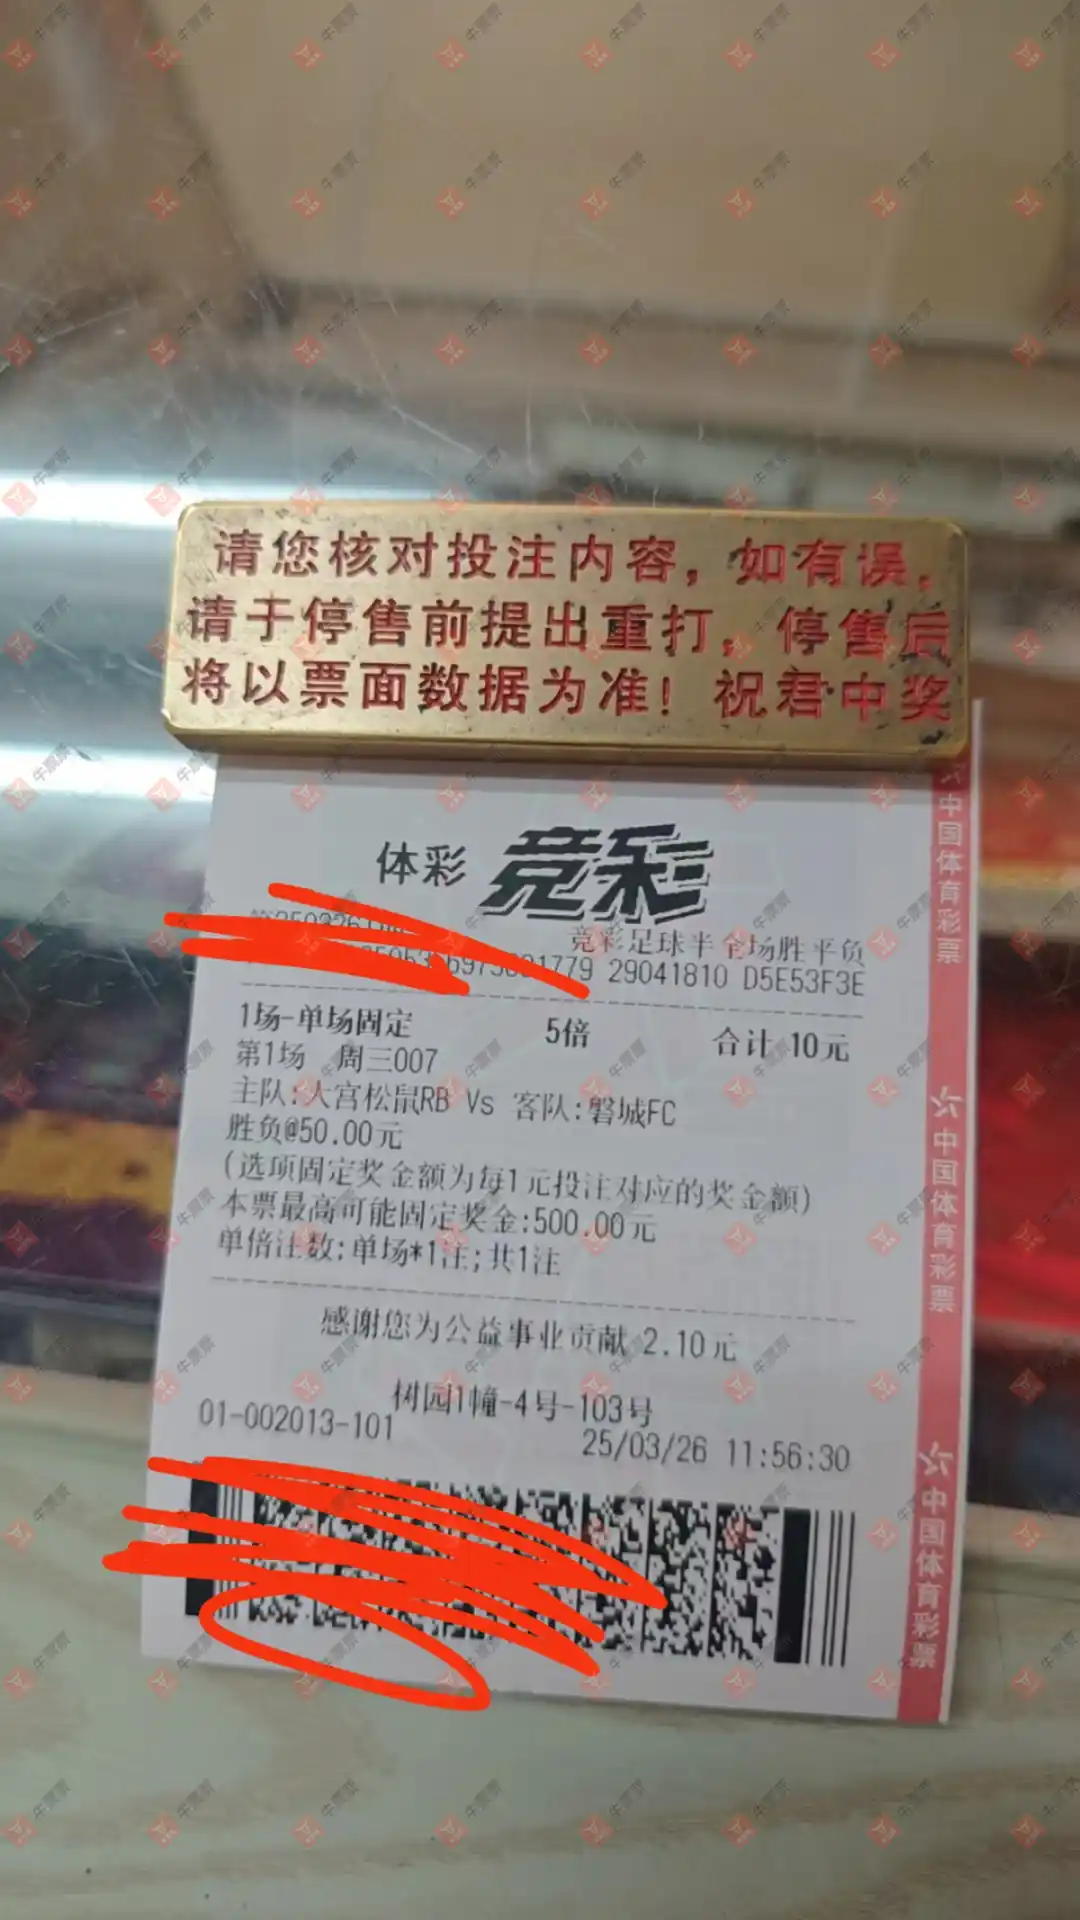 请您核对投注内容，如有误，
请于停售前提出重打，停售后
将以票面数据为准！祝君中奖
体彩 竞彩
竞彩足球半全场胜平负
29041810 D5E53F3E
1场-单场固定 5倍 合计 10元
第1场 周三007
主队:大宫松鼠RB Vs 客队:磐城FC
胜负@50.00元
(选项固定奖金额为每1元投注对应的奖金额)
本票最高可能固定奖金:500.00元
单倍注数:单场*1注;共1注
感谢您为公益事业贡献 2.10元
树园1幢-4号-103号
01-002013-101
25/03/26 11:56:30
中国体育彩票
中国体育彩票
中国体育彩票
牛票票